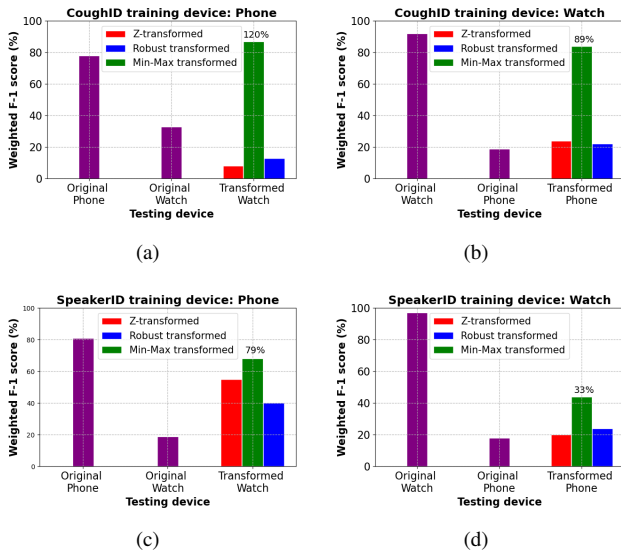 CoughID training device: Phone
Weighted F-1 score (%)
100
80
60
40
20
0
Z-transformed
Robust transformed
Min-Max transformed
120%
Original Phone
Original Watch
Transformed Watch
Testing device
(a)
CoughID training device: Watch
Weighted F-1 score (%)
100
80
60
40
20
0
Z-transformed
Robust transformed
Min-Max transformed
89%
Original Watch
Original Phone
Transformed Phone
Testing device
(b)
SpeakerID training device: Phone
Weighted F-1 score (%)
100
80
60
40
20
0
Z-transformed
Robust transformed
Min-Max transformed
79%
Original Phone
Original Watch
Transformed Watch
Testing device
(c)
SpeakerID training device: Watch
Weighted F-1 score (%)
100
80
60
40
20
0
Z-transformed
Robust transformed
Min-Max transformed
33%
Original Watch
Original Phone
Transformed Phone
Testing device
(d)